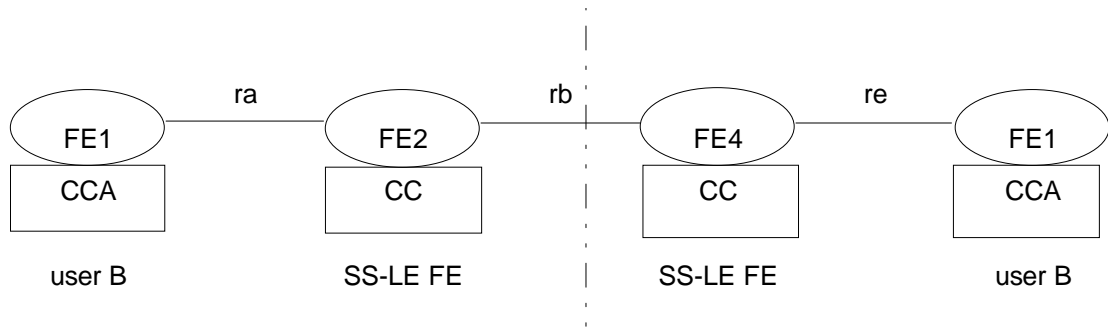 ra rb re
FE1 FE2 FE4 FE1
CCA CC CC CCA
user B SS-LE FE SS-LE FE user B